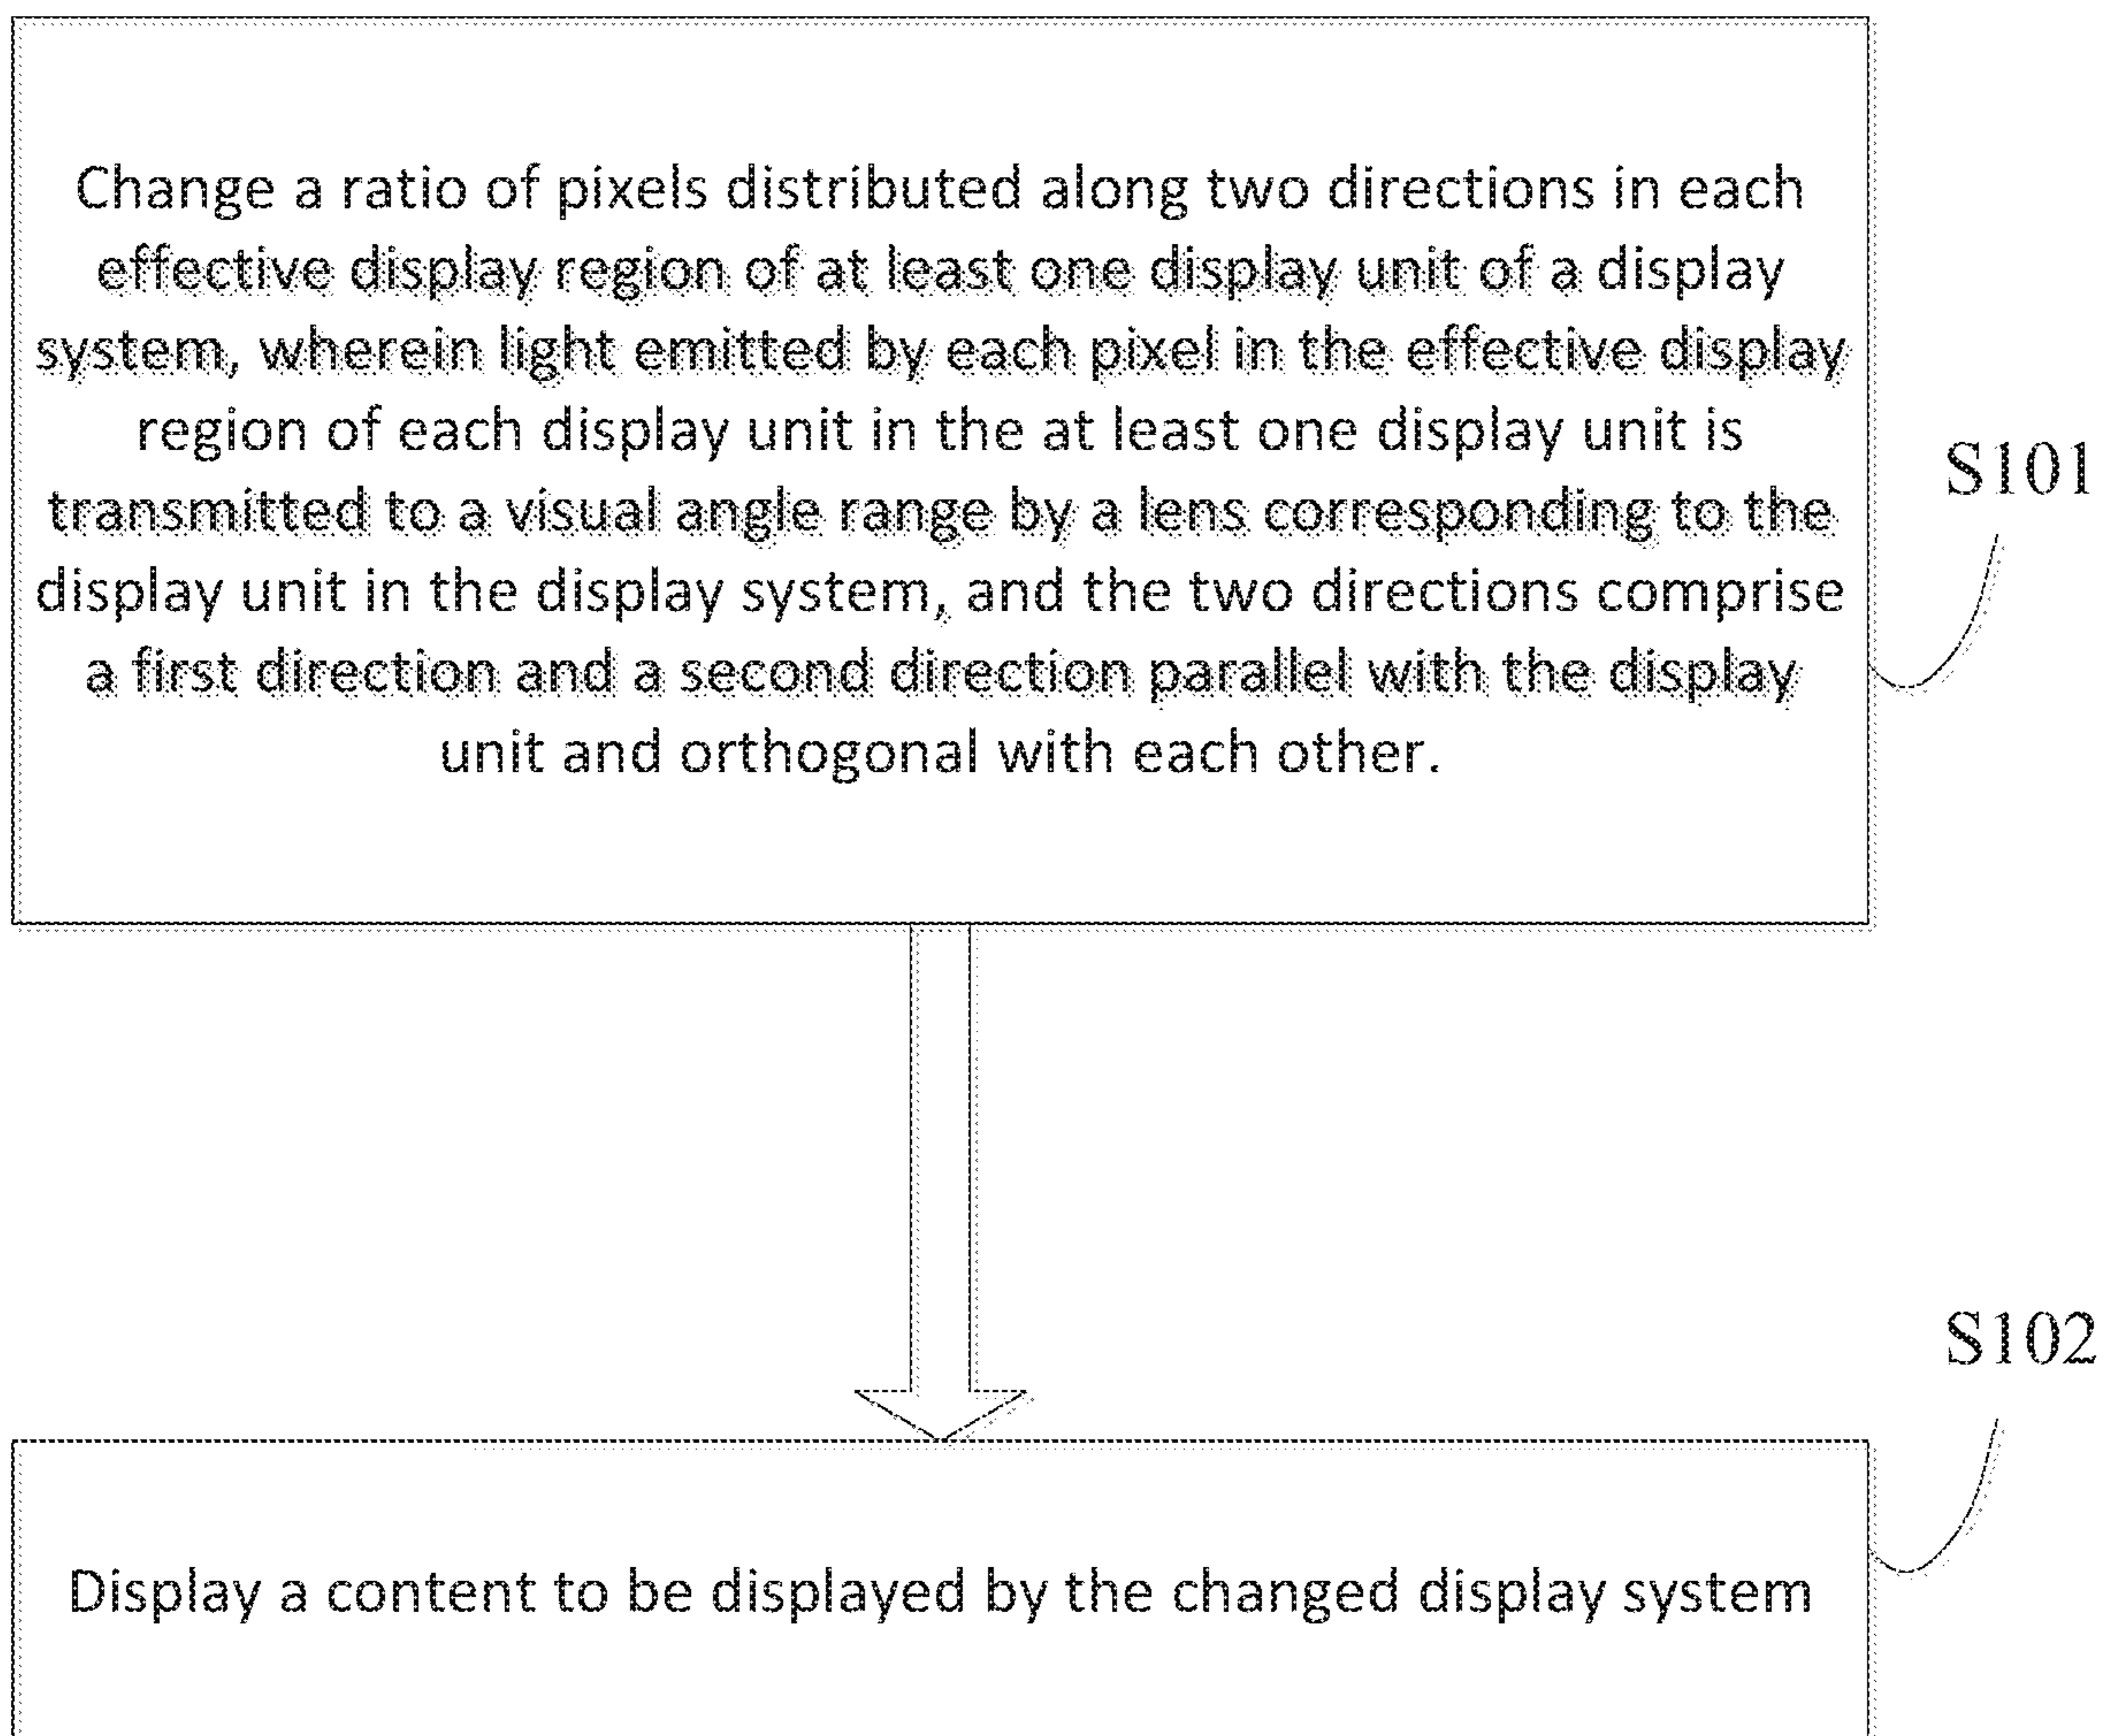 Change a ratio of pixels distributed along two directions in each
effective display region of at least one display unit of a display
system, wherein light emitted by each pixel in the effective display
region of each display unit in the at least one display unit is
transmitted to a visual angle range by a lens corresponding to the
display unit in the display system, and the two directions comprise
a first direction and a second direction parallel with the display
unit and orthogonal with each other.
S101
S102
Display a content to be displayed by the changed display system